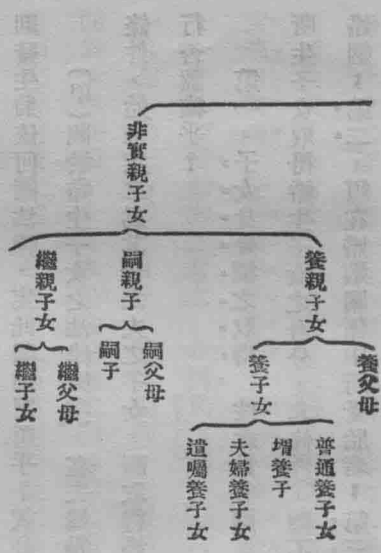 非實親子女
養親子女
養父母
養子女
普通養子女
壻養子
夫婦養子女
遺囑養子女
嗣親子
嗣父母
嗣子
繼親子女
繼父母
繼子女